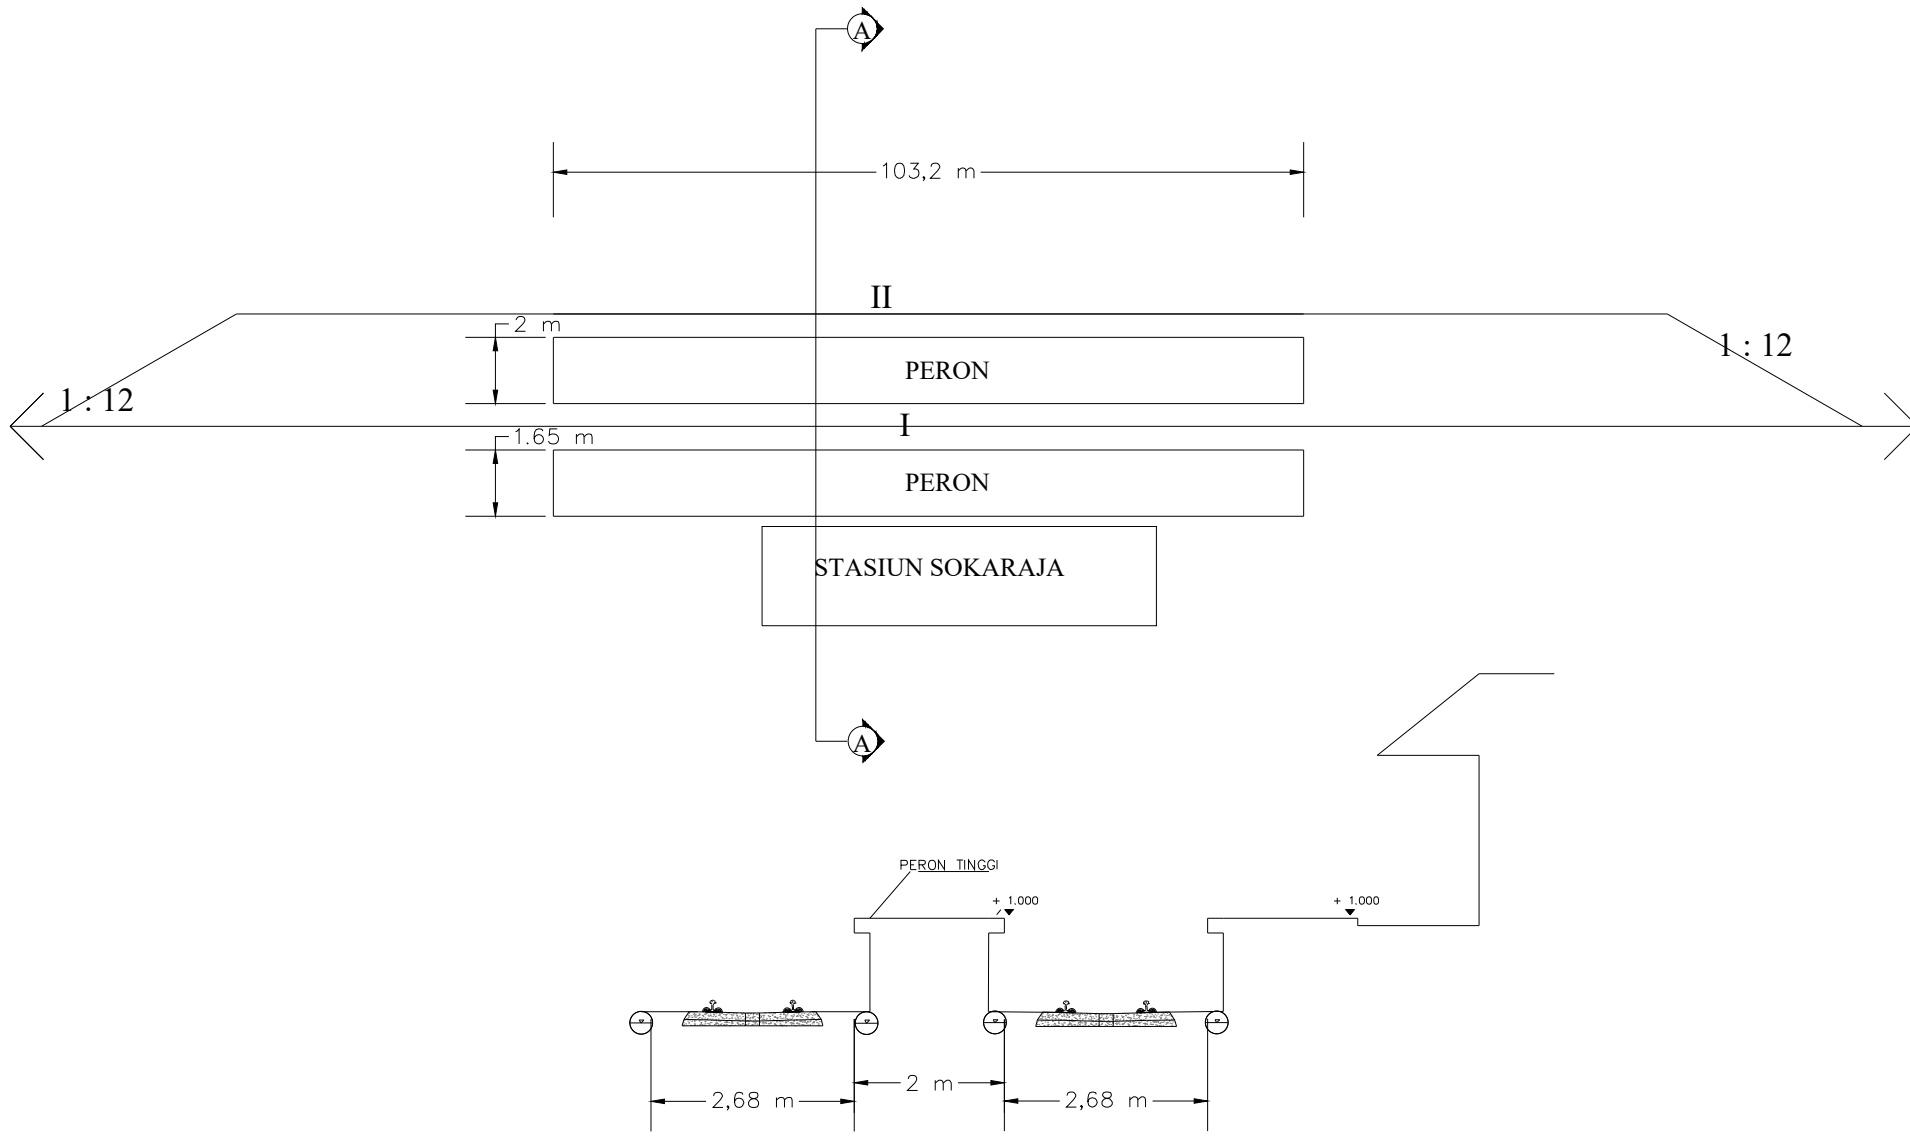 A
103,2 m
II
2 m
1 : 12
PERON
1 : 12
I
1.65 m
PERON
STASIUN SOKARAJA
A
PERON TINGGI
+ 1.000
+ 1.000
2 m
2,68 m
2,68 m